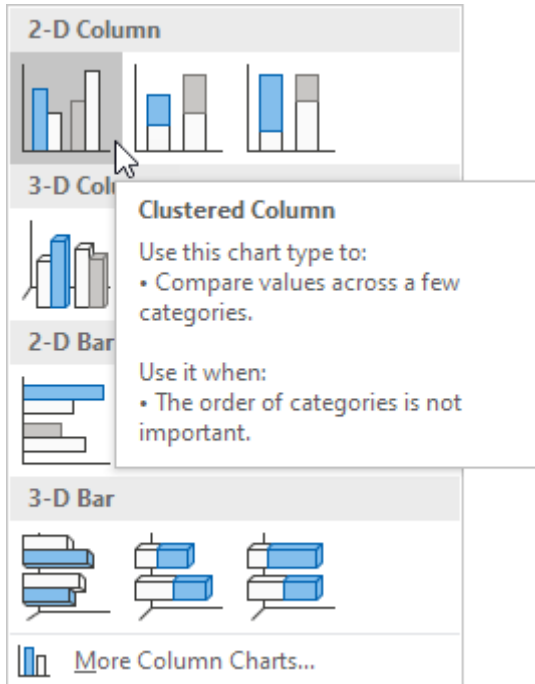 2-D Column
3-D Colu
Clustered Column
Use this chart type to:
• Compare values across a few
categories.
Use it when:
• The order of categories is not
important.
2-D Bar
3-D Bar
More Column Charts...